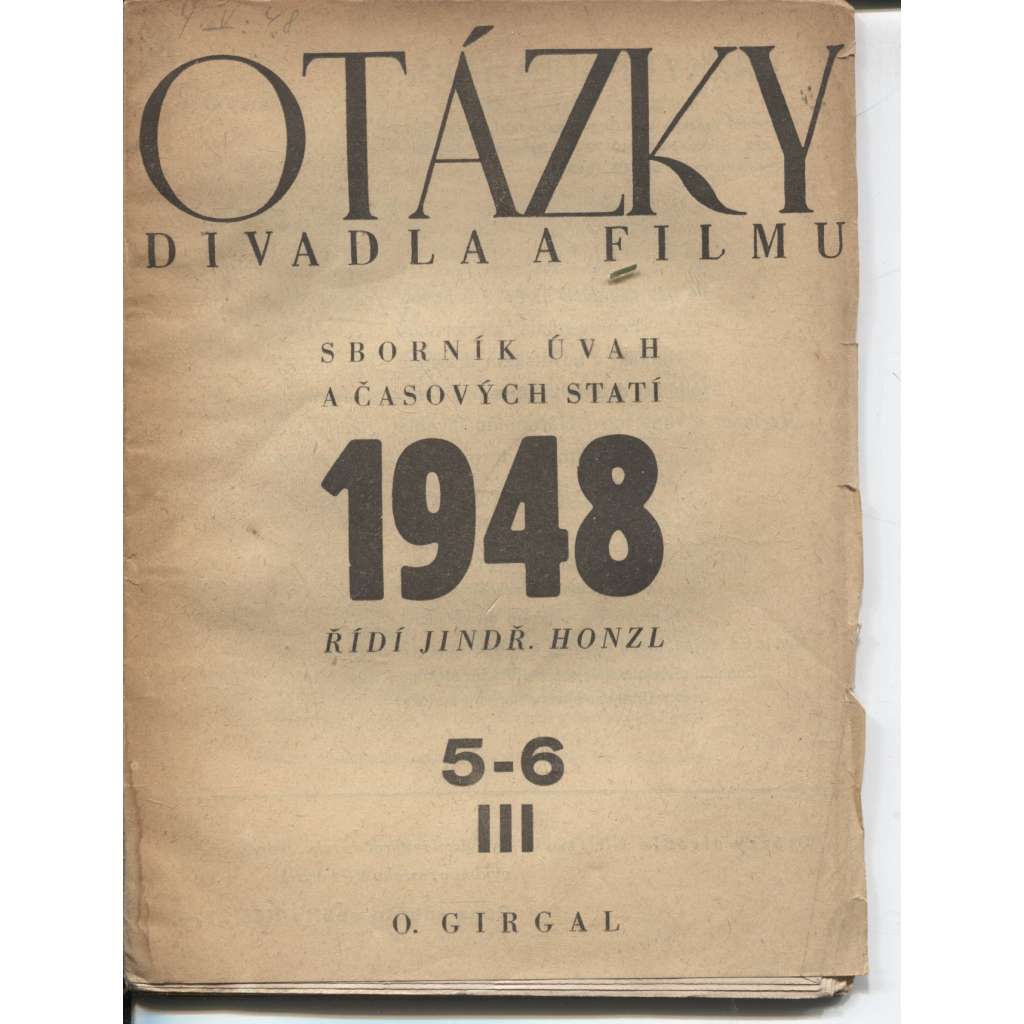 OTÁZKY
DIVADLA A FILMU
SBORNÍK ÚVAH
A ČASOVÝCH STATÍ
1948
ŘÍDÍ JINDŘ. HONZL
5-6
III
O. GIRGAL